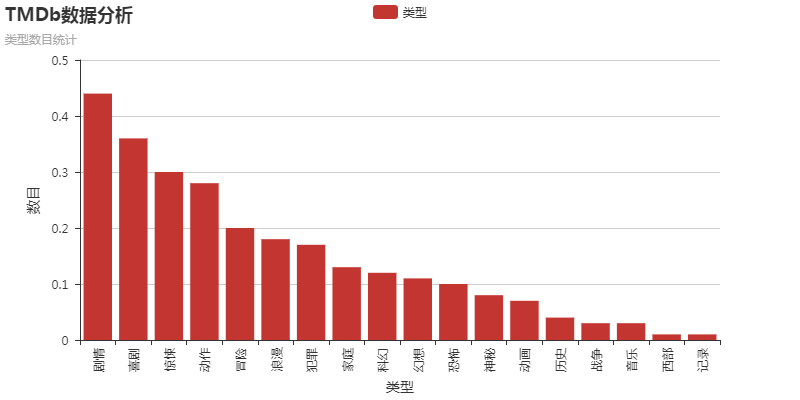 TMDb数据分析
类型数目统计
类型
0.5
0.4
0.3
0.2
0.1
0
数目
剧情
喜剧
惊悚
动作
冒险
浪漫
犯罪
家庭
科幻
幻想
恐怖
神秘
动画
历史
战争
音乐
西部
记录
类型